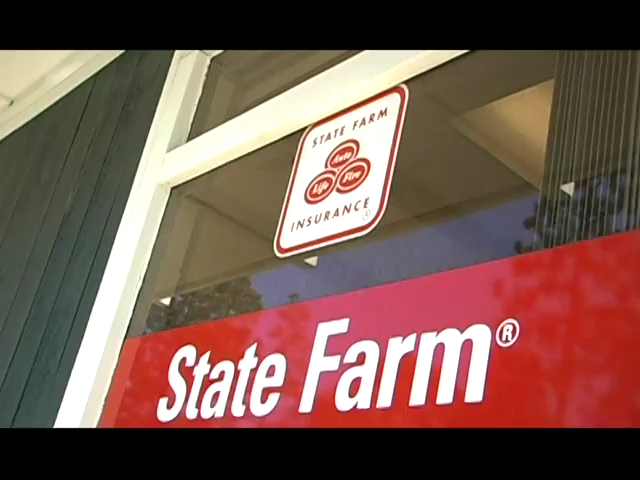 STATE FARM
Auto
Life Fire
INSURANCE®
State Farm®